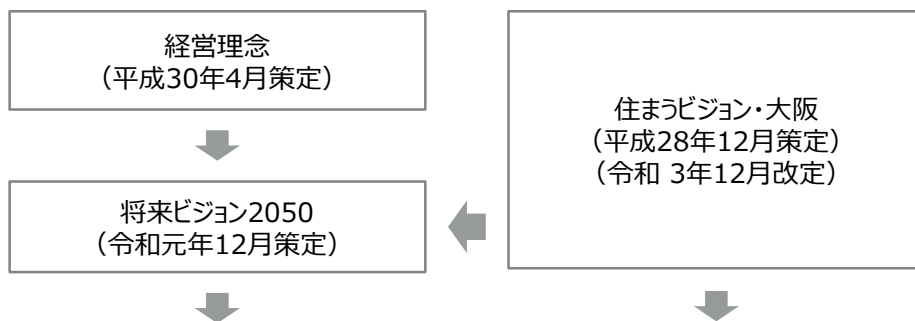 経営理念
（平成30年4月策定）
将来ビジョン2050
（令和元年12月策定）
住まうビジョン・大阪
（平成28年12月策定）
（令和 3年12月改定）